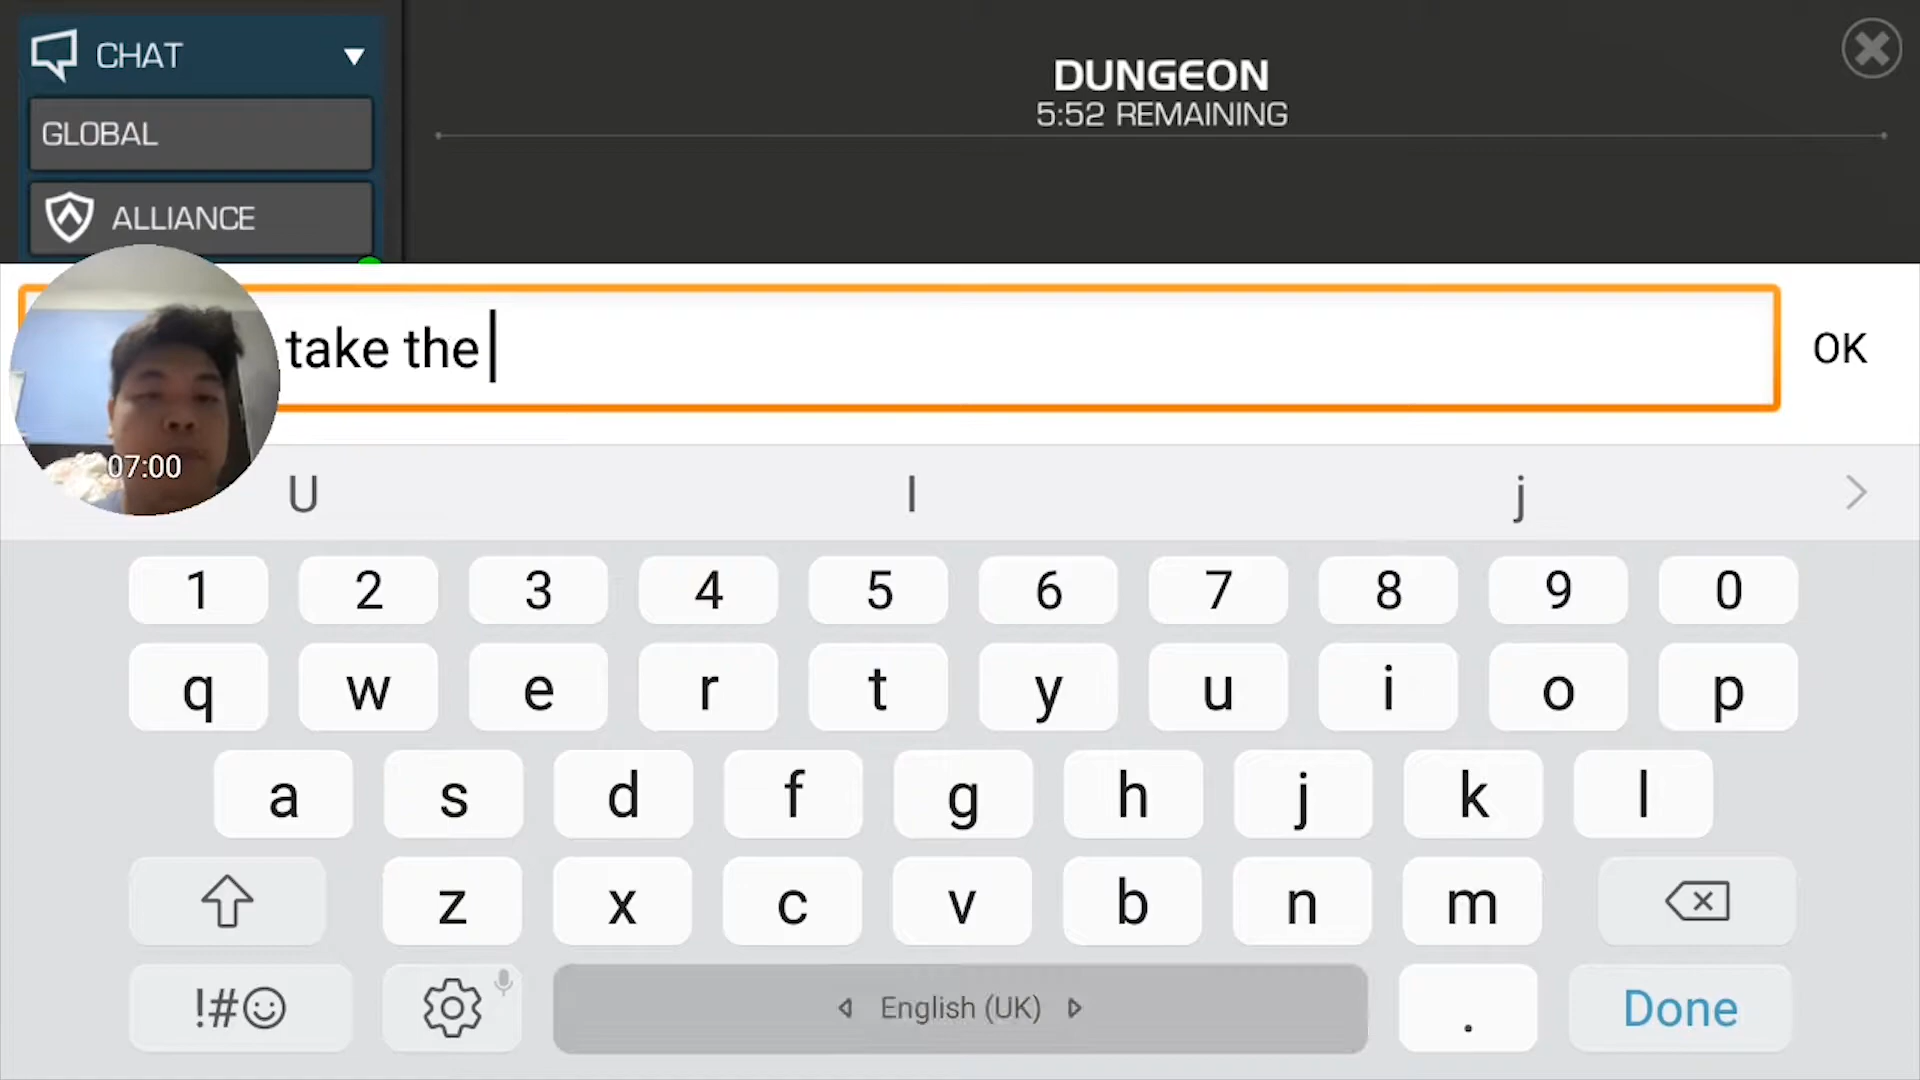 CHAT
DUNGEON
5:52 REMAINING
GLOBAL
ALLIANCE
take the
OK
07:00
U I j
1 2 3 4 5 6 7 8 9 0
q w e r t y u i o p
a s d f g h j k l
z x c v b n m
!#☺ English (UK) . Done